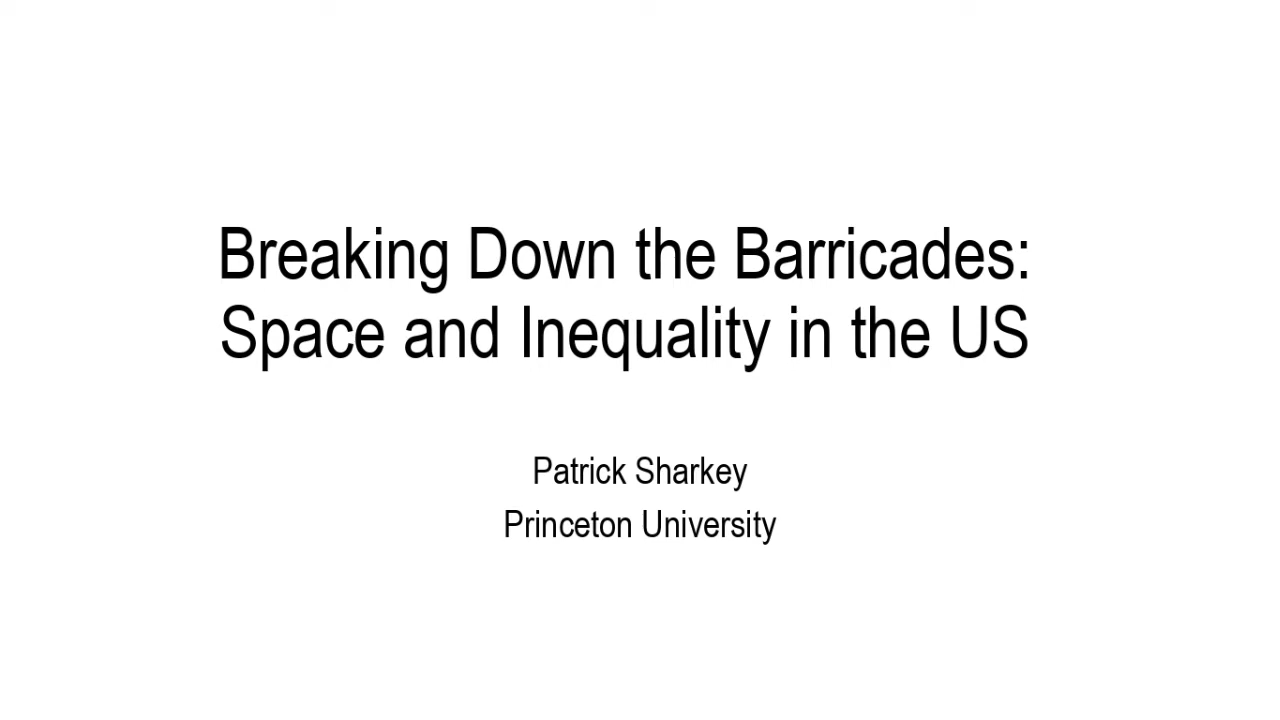 Breaking Down the Barricades:
Space and Inequality in the US
Patrick Sharkey
Princeton University